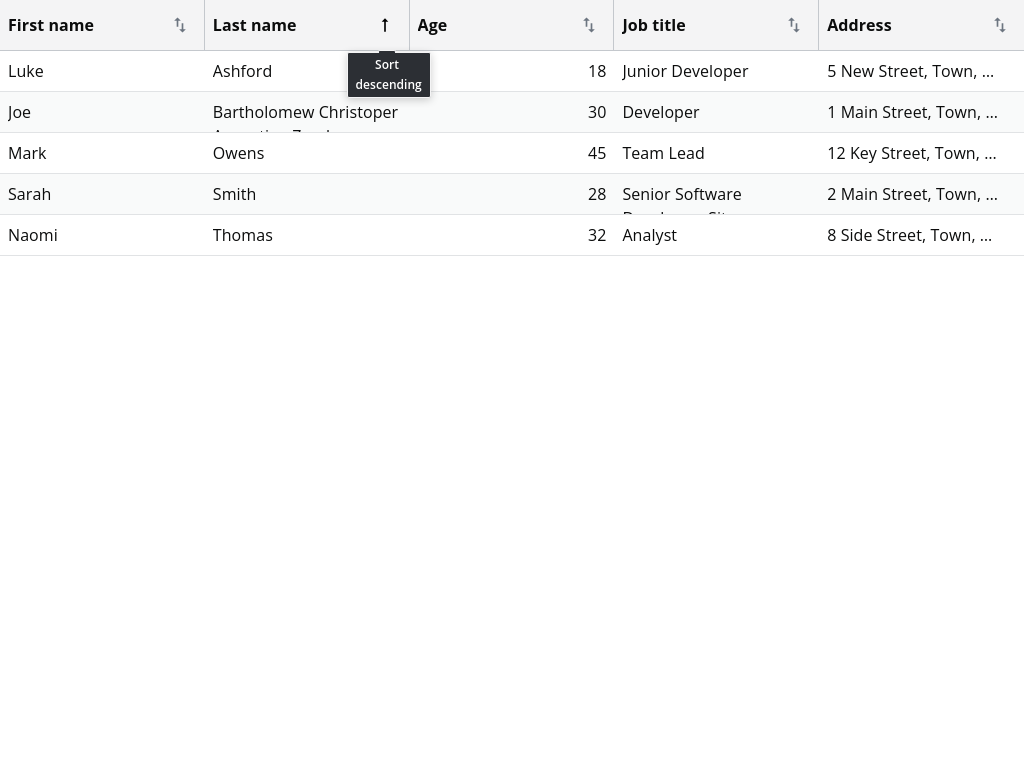 First name Last name Age Job title Address
Sort
descending
Luke Ashford 18 Junior Developer 5 New Street, Town, ...
Joe Bartholomew Christoper 30 Developer 1 Main Street, Town, ...
Mark Owens 45 Team Lead 12 Key Street, Town, ...
Sarah Smith 28 Senior Software 2 Main Street, Town, ...
Naomi Thomas 32 Analyst 8 Side Street, Town, ...